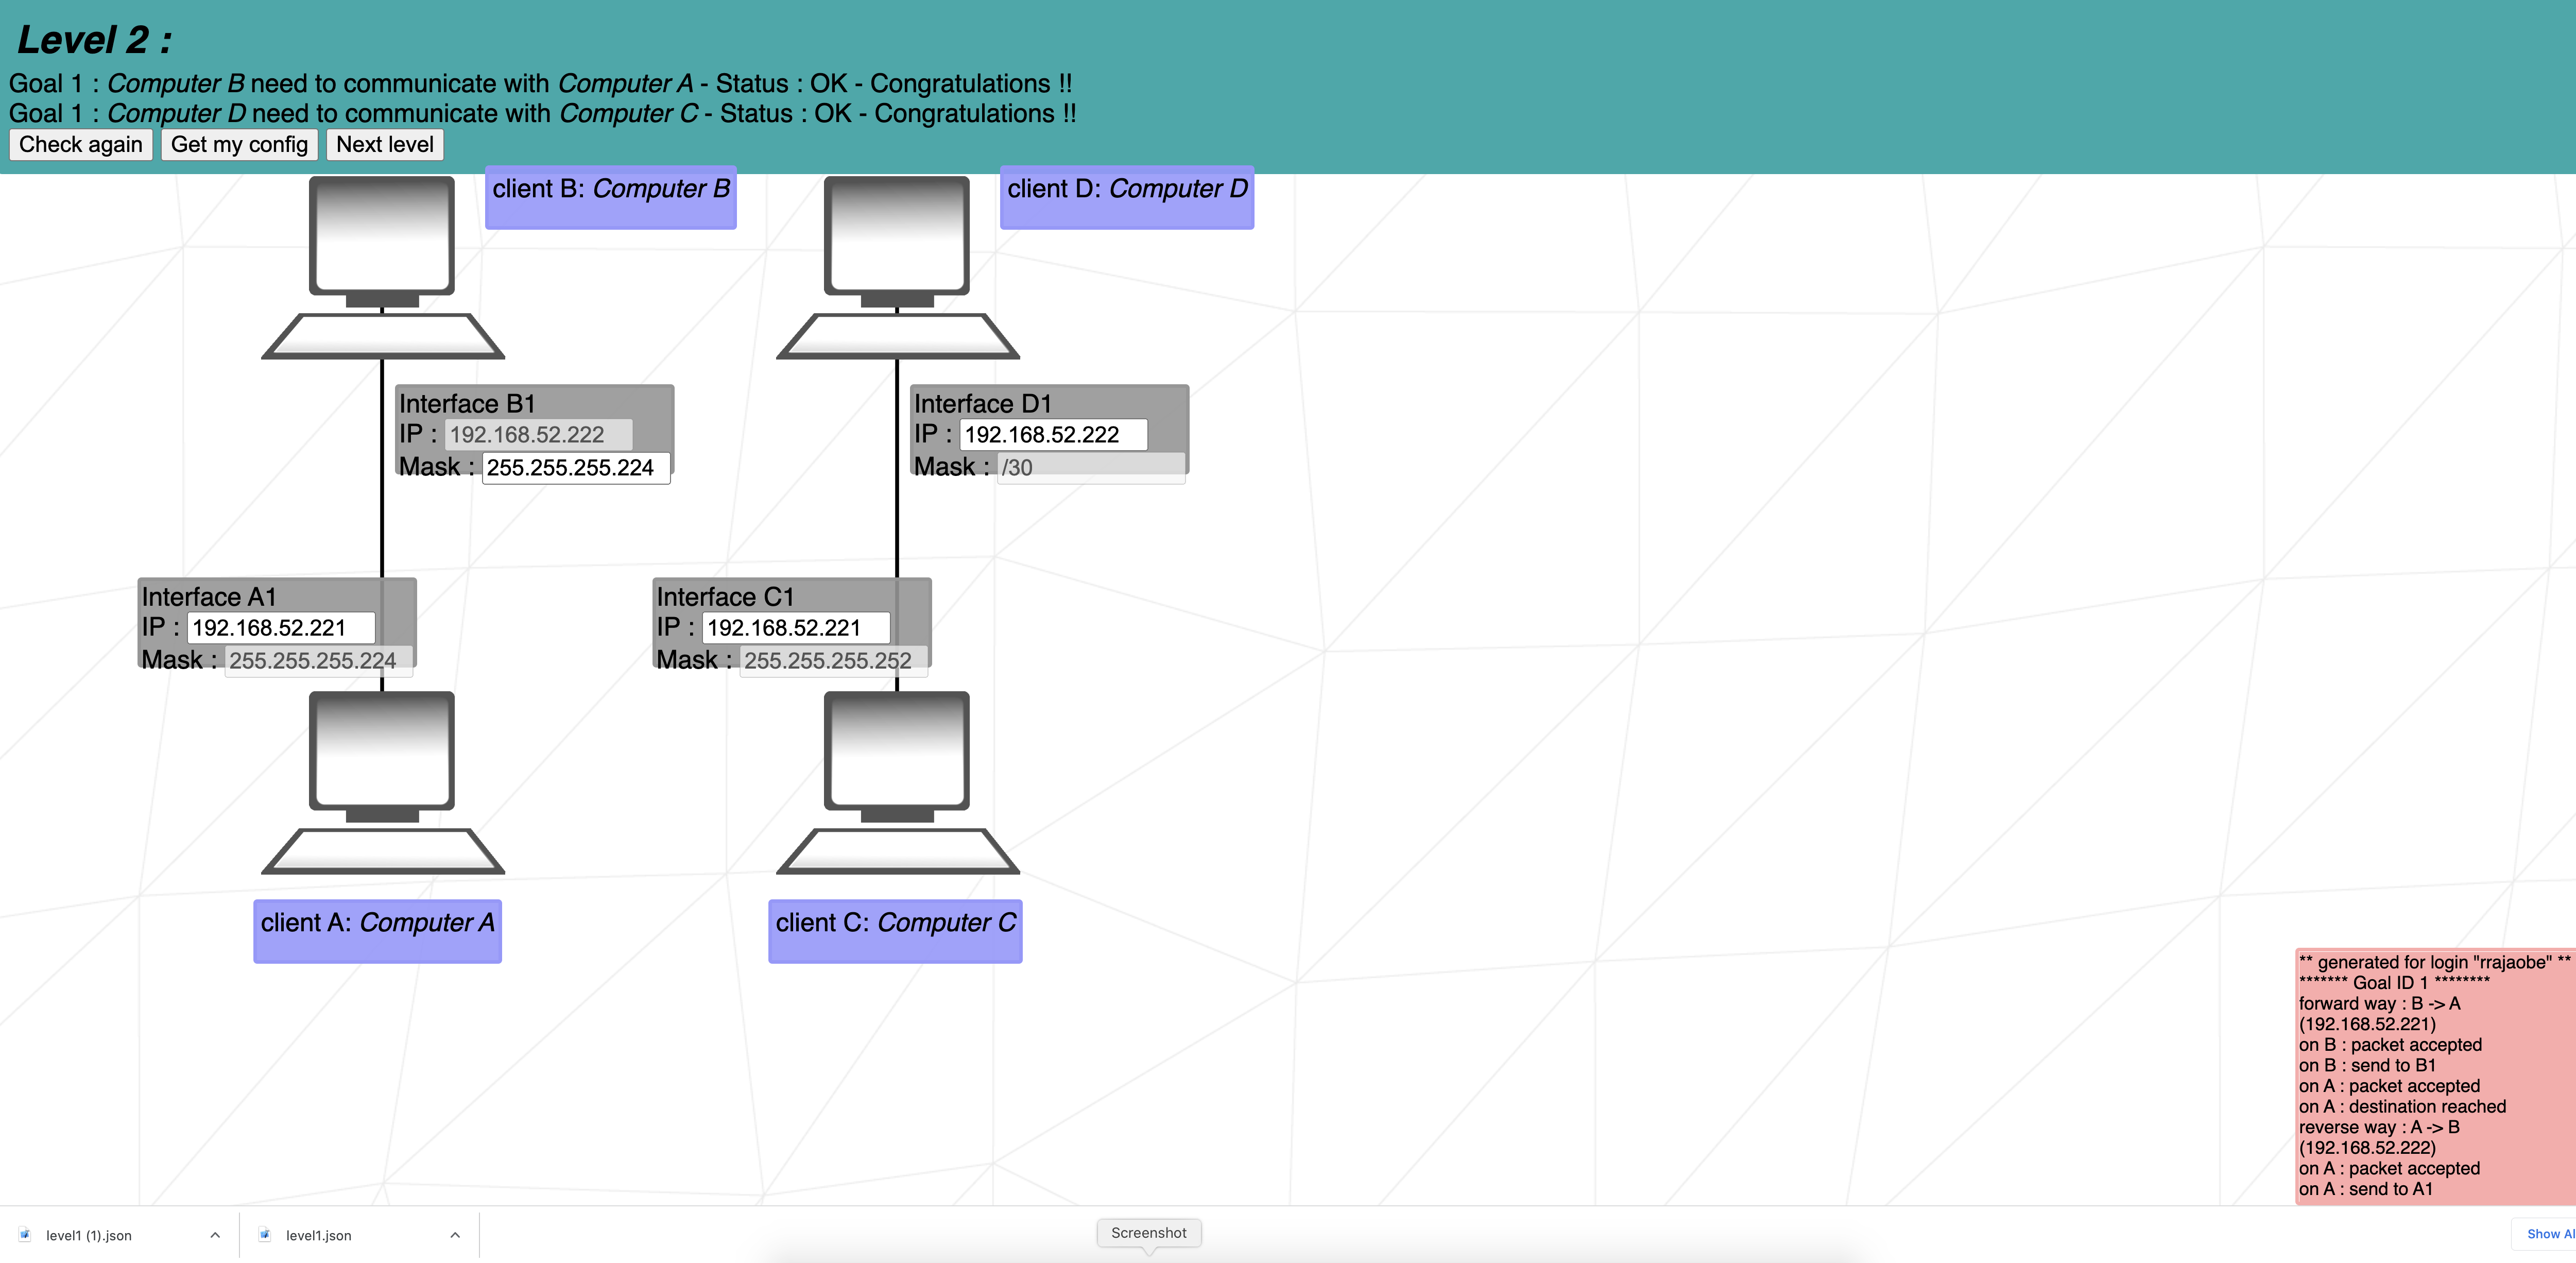 Level 2 :
Goal 1 : Computer B need to communicate with Computer A - Status : OK - Congratulations !!
Goal 1 : Computer D need to communicate with Computer C - Status : OK - Congratulations !!
Check again Get my config Next level
client B: Computer B
client D: Computer D
Interface B1
IP : 192.168.52.222
Mask : 255.255.255.224
Interface D1
IP : 192.168.52.222
Mask : /30
Interface A1
IP : 192.168.52.221
Mask : 255.255.255.224
Interface C1
IP : 192.168.52.221
Mask : 255.255.255.252
client A: Computer A
client C: Computer C
** generated for login "rrajaobe" **
******* Goal ID 1 ********
forward way : B -> A
(192.168.52.221)
on B : packet accepted
on B : send to B1
on A : packet accepted
on A : destination reached
reverse way : A -> B
(192.168.52.222)
on A : packet accepted
on A : send to A1
level1 (1).json
level1.json
Screenshot
Show Al